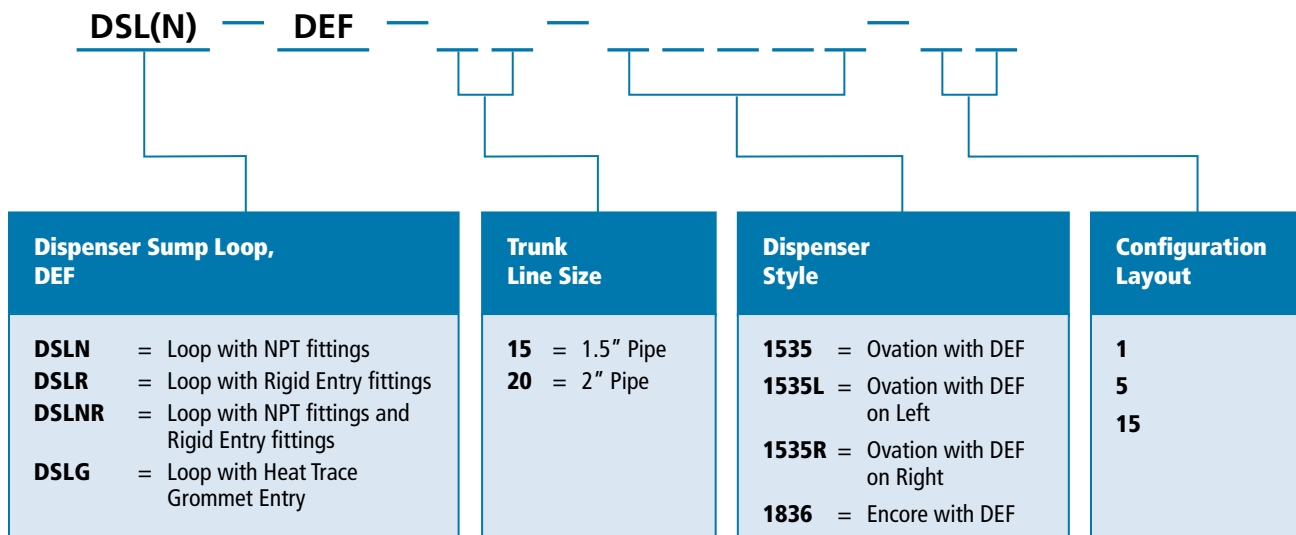 DSL(N) — DEF — — —
Dispenser Sump Loop,
DEF
DSLN = Loop with NPT fittings
DSLR = Loop with Rigid Entry fittings
DSLNR = Loop with NPT fittings and
Rigid Entry fittings
DSLG = Loop with Heat Trace
Grommet Entry
Trunk
Line Size
15 = 1.5″ Pipe
20 = 2″ Pipe
Dispenser
Style
1535 = Ovation with DEF
1535L = Ovation with DEF
on Left
1535R = Ovation with DEF
on Right
1836 = Encore with DEF
Configuration
Layout
1
5
15